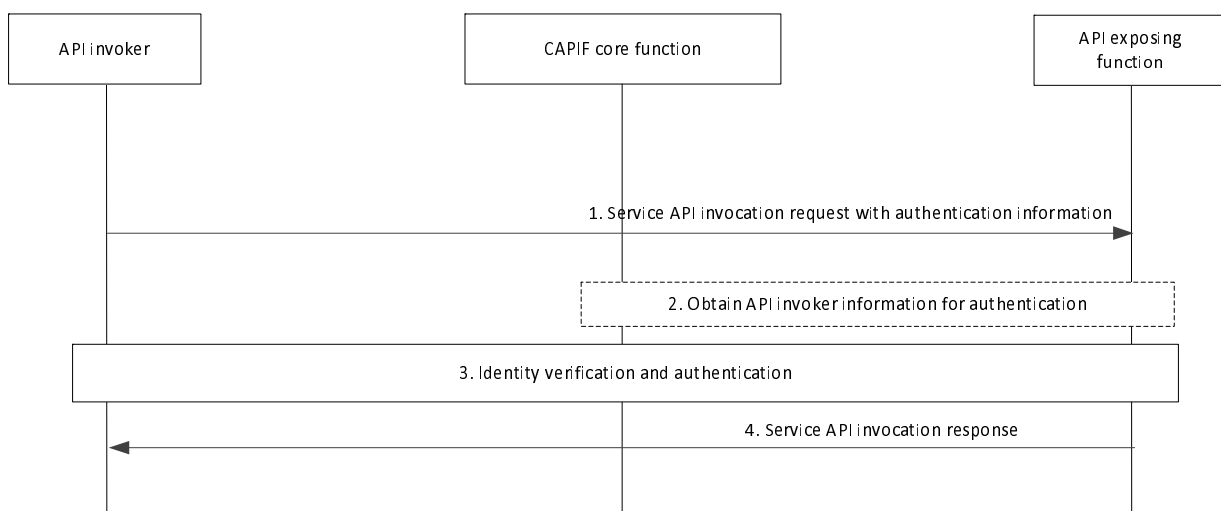 API invoker
CAPIF core function
API exposing
function
1. Service API invocation request with authentication information
2. Obtain API invoker information for authentication
3. Identity verification and authentication
4. Service API invocation response